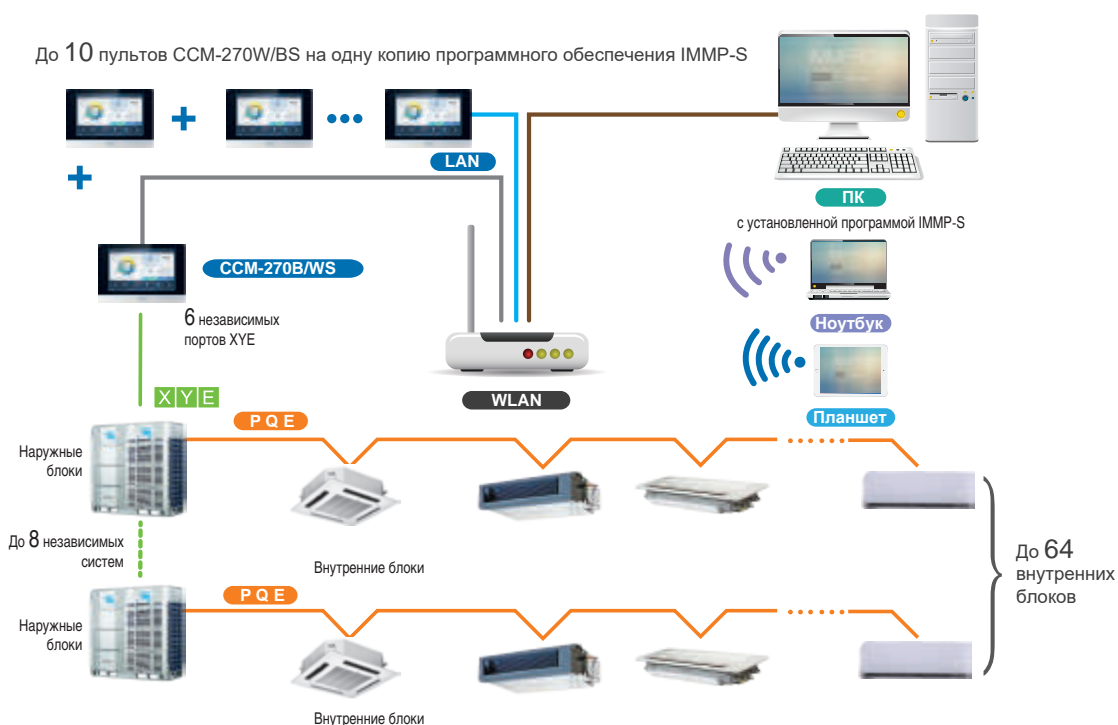 До 10 пультов CCM-270W/BS на одну копию программного обеспечения IMMP-S
LAN
ПК
с установленной программой IMMP-S
CCM-270B/WS
6 независимых
портов XYE
Ноутбук
WLAN
Планшет
X Y E
P Q E
Наружные
блоки
До 8 независимых
систем
Внутренние блоки
До 64
внутренних
блоков
P Q E
Наружные
блоки
Внутренние блоки